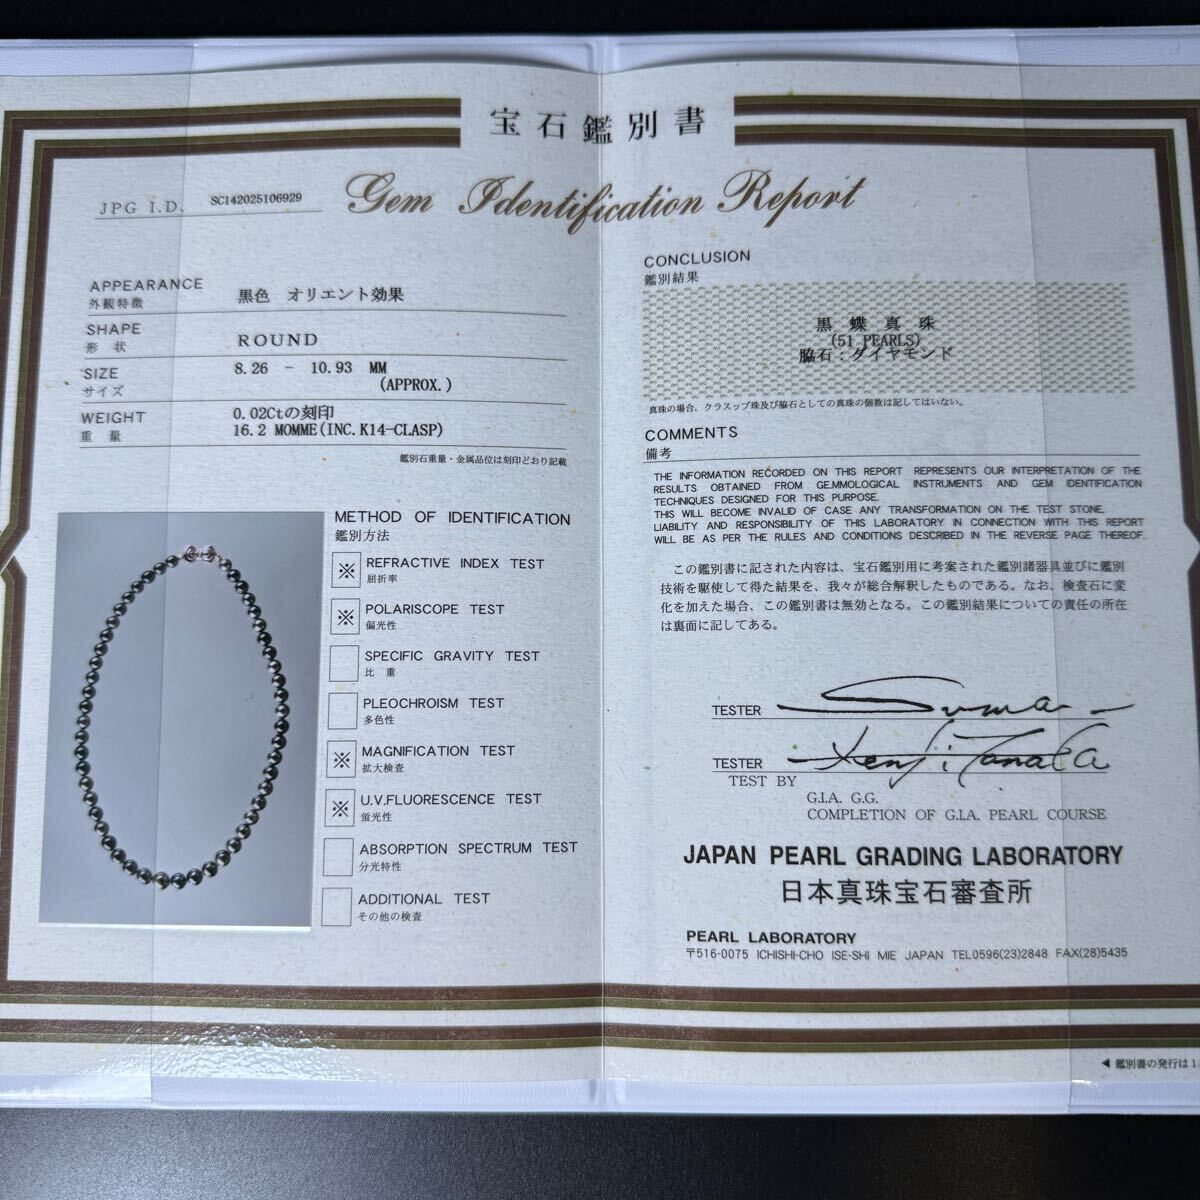 宝石鑑別書
Gem Identification Report
JPG I.D. SC142025106929
APPEARANCE
外観特徴
黒色 オリエント効果
SHAPE
形 状
ROUND
SIZE
サイズ
8.26 - 10.93 MM
(APPROX.)
WEIGHT
重 量
0.02Ctの刻印
16.2 MOMME(INC.K14-CLASP)
鑑別石重量・金属品位は刻印どおり記載
METHOD OF IDENTIFICATION
鑑別方法
※ REFRACTIVE INDEX TEST
屈折率
※ POLARISCOPE TEST
偏光性
SPECIFIC GRAVITY TEST
比 重
PLEOCHROISM TEST
多色性
※ MAGNIFICATION TEST
拡大検査
※ U.V.FLUORESCENCE TEST
蛍光性
ABSORPTION SPECTRUM TEST
分光特性
ADDITIONAL TEST
その他の検査
CONCLUSION
鑑別結果
黒 蝶 真 珠
(51 PEARLS)
脇石：ダイヤモンド
真珠の場合、クラスップ珠及び脇石としての真珠の個数は記してはいない。
COMMENTS
備考
THE INFORMATION RECORDED ON THIS REPORT REPRESENTS OUR INTERPRETATION OF THE
RESULTS OBTAINED FROM GE.MMOLOGICAL INSTRUMENTS AND GEM IDENTIFICATION
TECHNIQUES DESIGNED FOR THIS PURPOSE.
THIS WILL BECOME INVALID OF CASE ANY TRANSFORMATION ON THE TEST STONE.
LIABILITY AND RESPONSIBILITY OF THIS LABORATORY IN CONNECTION WITH THIS REPORT
WILL BE AS PER THE RULES AND CONDITIONS DESCRIBED IN THE REVERSE PAGE THEREOF.
この鑑別書に記された内容は、宝石鑑別用に考案された鑑別諸器具並びに鑑別
技術を駆使して得た結果を、我々が総合解釈したものである。なお、検査石に変
化を加えた場合、この鑑別書は無効となる。この鑑別結果についての責任の所在
は裏面に記してある。
TESTER
TESTER Kenji Tanaka
TEST BY
G.I.A. G.G.
COMPLETION OF G.I.A. PEARL COURSE
JAPAN PEARL GRADING LABORATORY
日本真珠宝石審査所
PEARL LABORATORY
〒516-0075 ICHISHI-CHO ISE-SHI MIE JAPAN TEL0596(23)2848 FAX(28)5435
◀ 鑑別書の発行は1